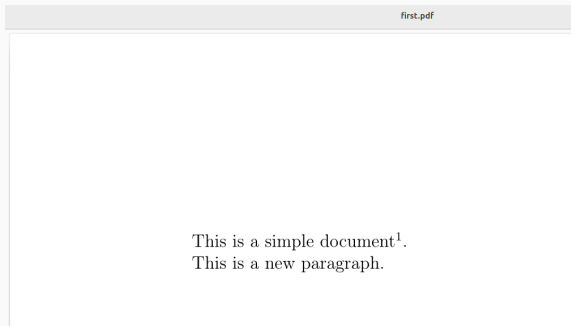 first.pdf
This is a simple document¹.
This is a new paragraph.